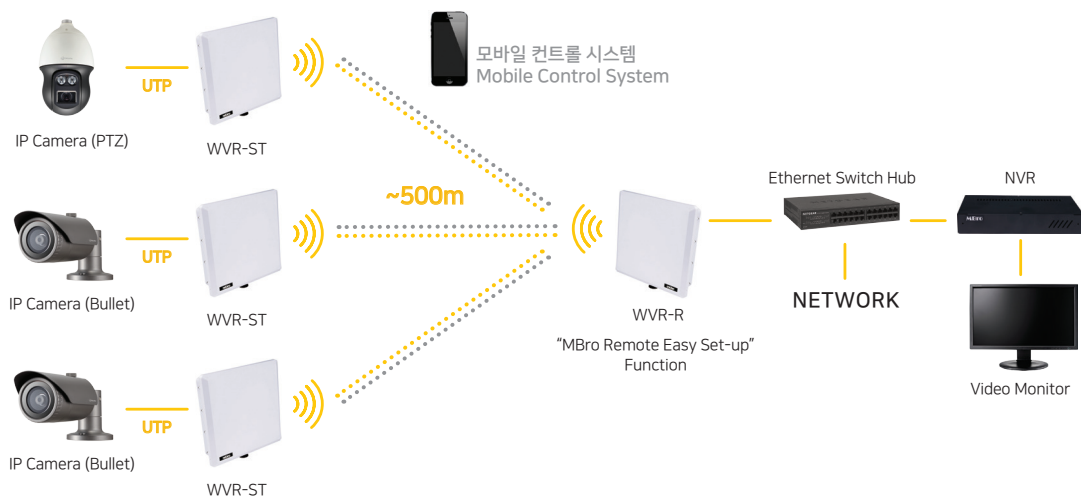 모바일 컨트롤 시스템
Mobile Control System
UTP
IP Camera (PTZ)
WVR-ST
~500m
Ethernet Switch Hub
NVR
UTP
IP Camera (Bullet)
WVR-ST
NETWORK
WVR-R
"MBro Remote Easy Set-up"
Function
Video Monitor
UTP
IP Camera (Bullet)
WVR-ST